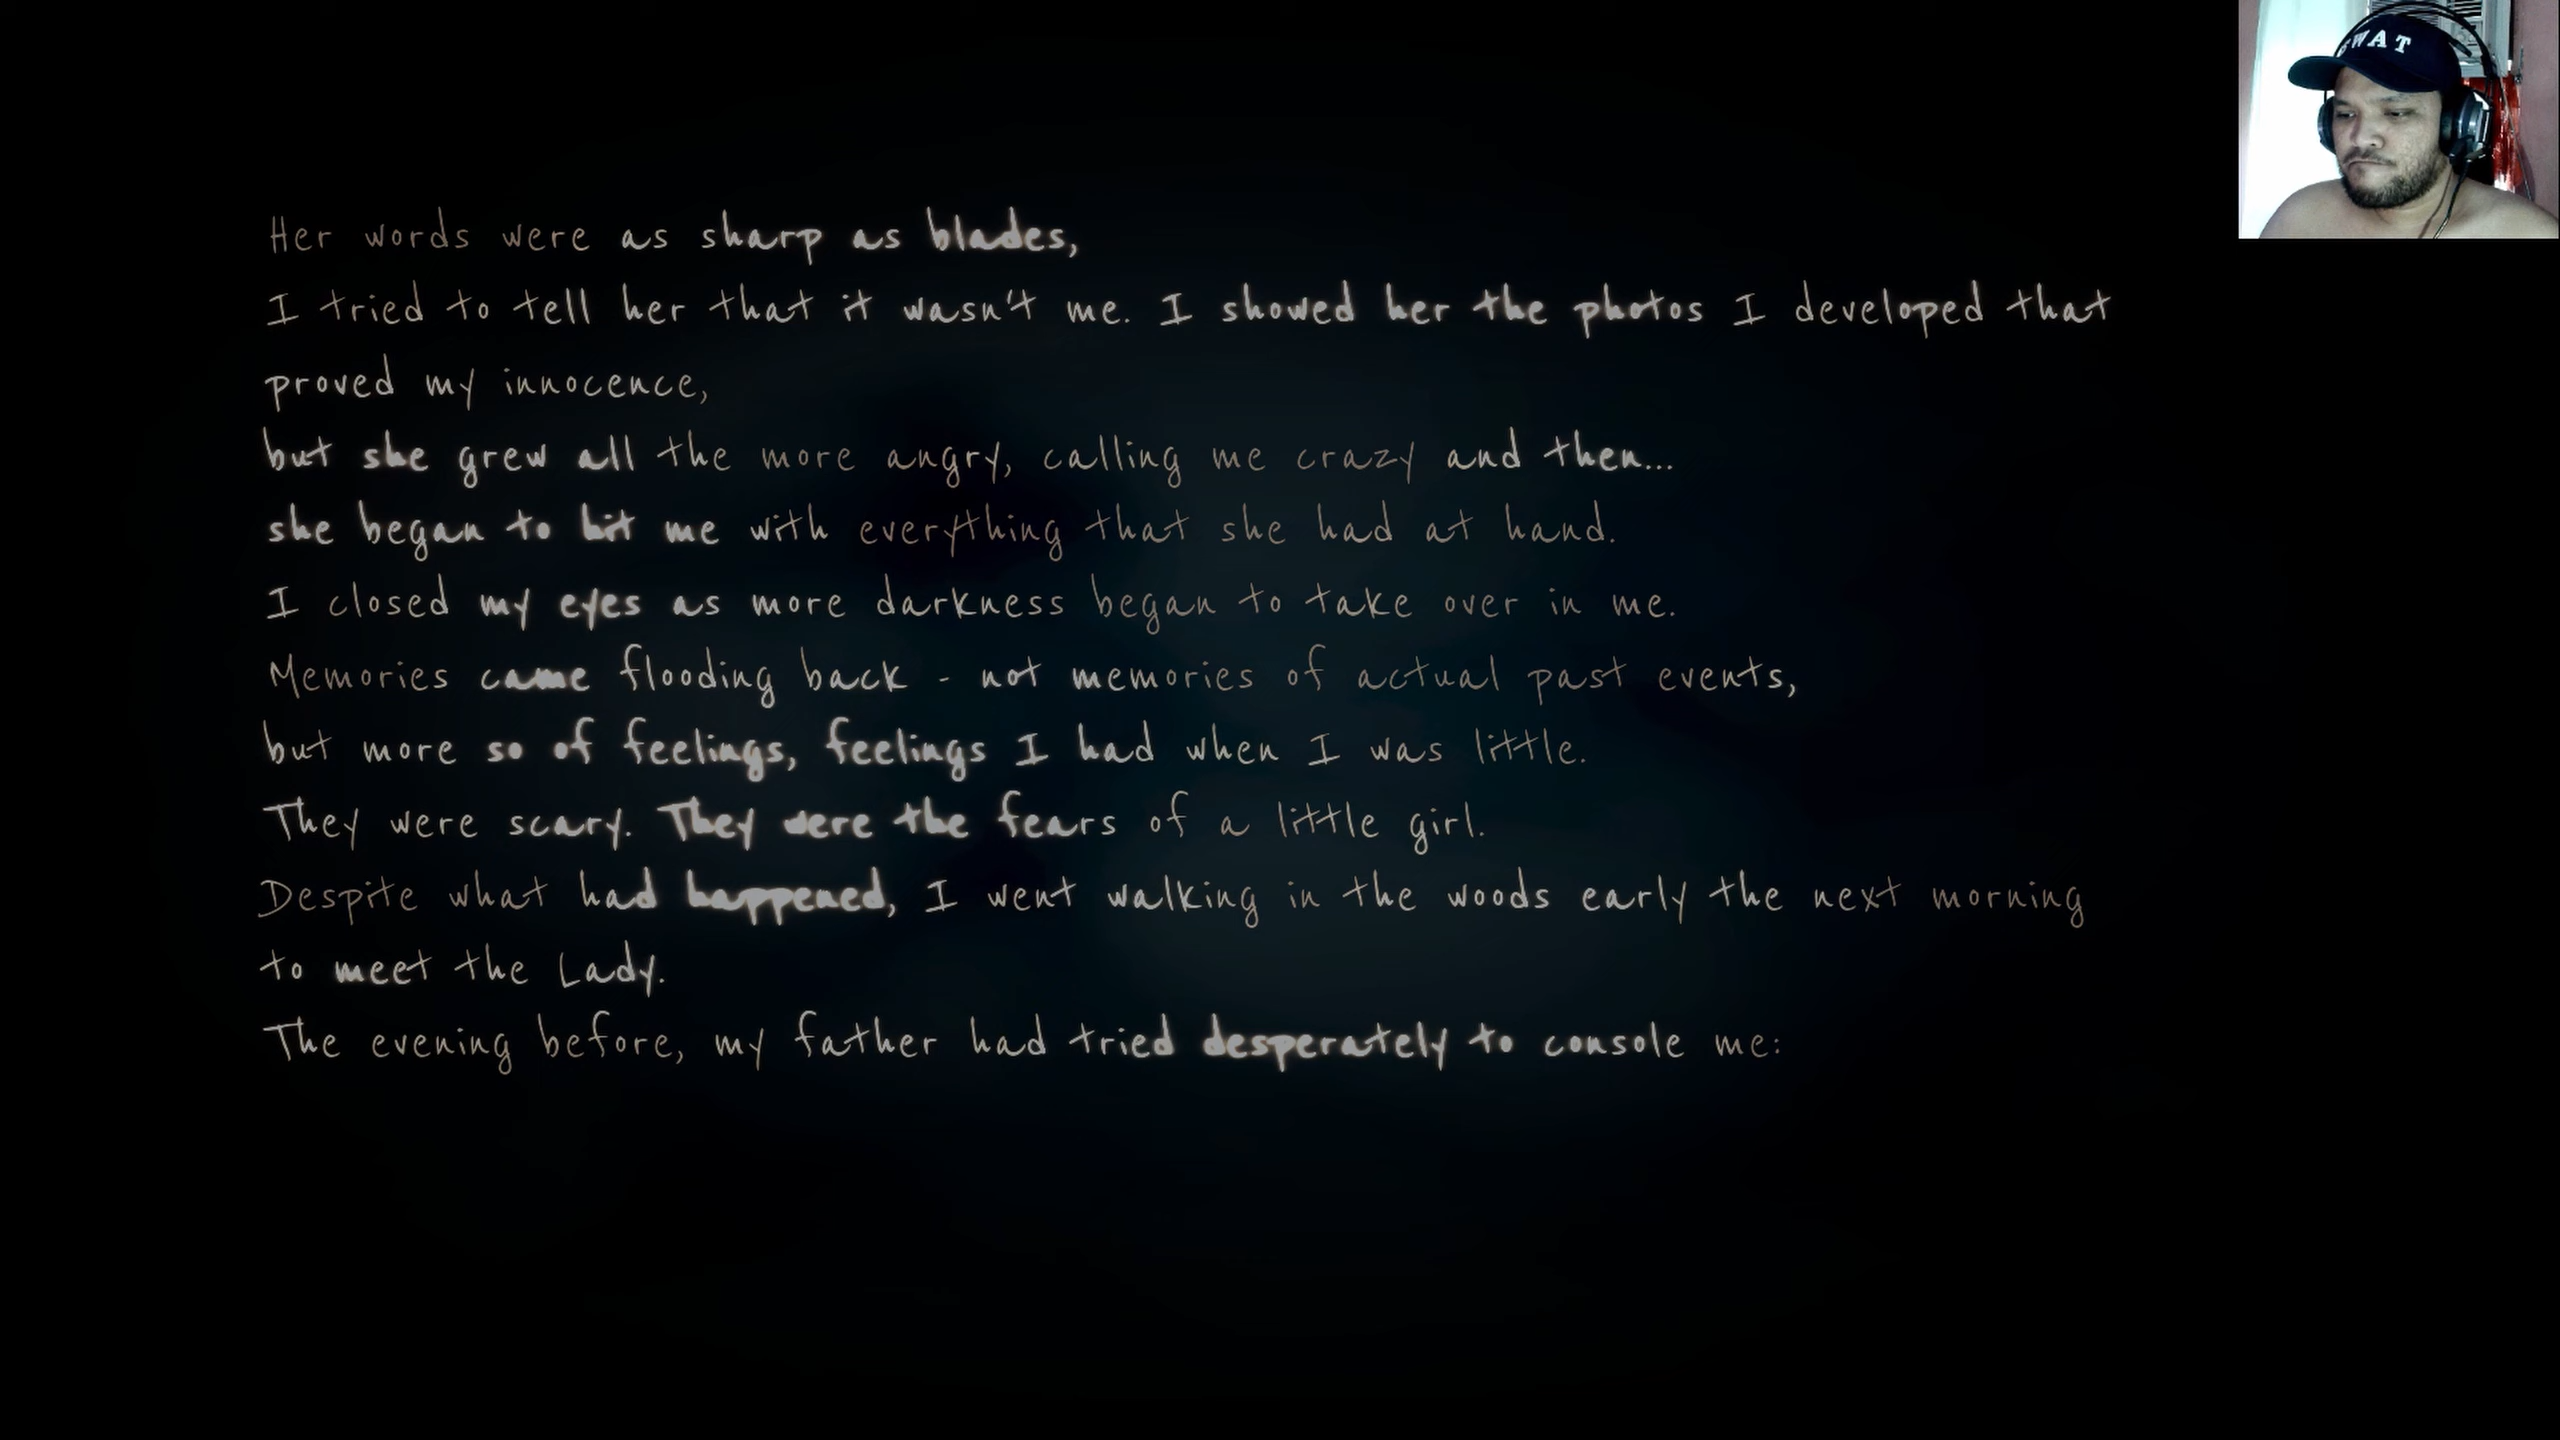 SWAT
Her words were as sharp as blades,
I tried to tell her that it wasn't me. I showed her the photos I developed that
proved my innocence,
but she grew all the more angry, calling me crazy and then...
she began to hit me with everything that she had at hand.
I closed my eyes as more darkness began to take over in me.
Memories came flooding back - not memories of actual past events,
but more so of feelings, feelings I had when I was little.
They were scary. They were the fears of a little girl.
Despite what had happened, I went walking in the woods early the next morning
to meet the Lady.
The evening before, my father had tried desperately to console me: